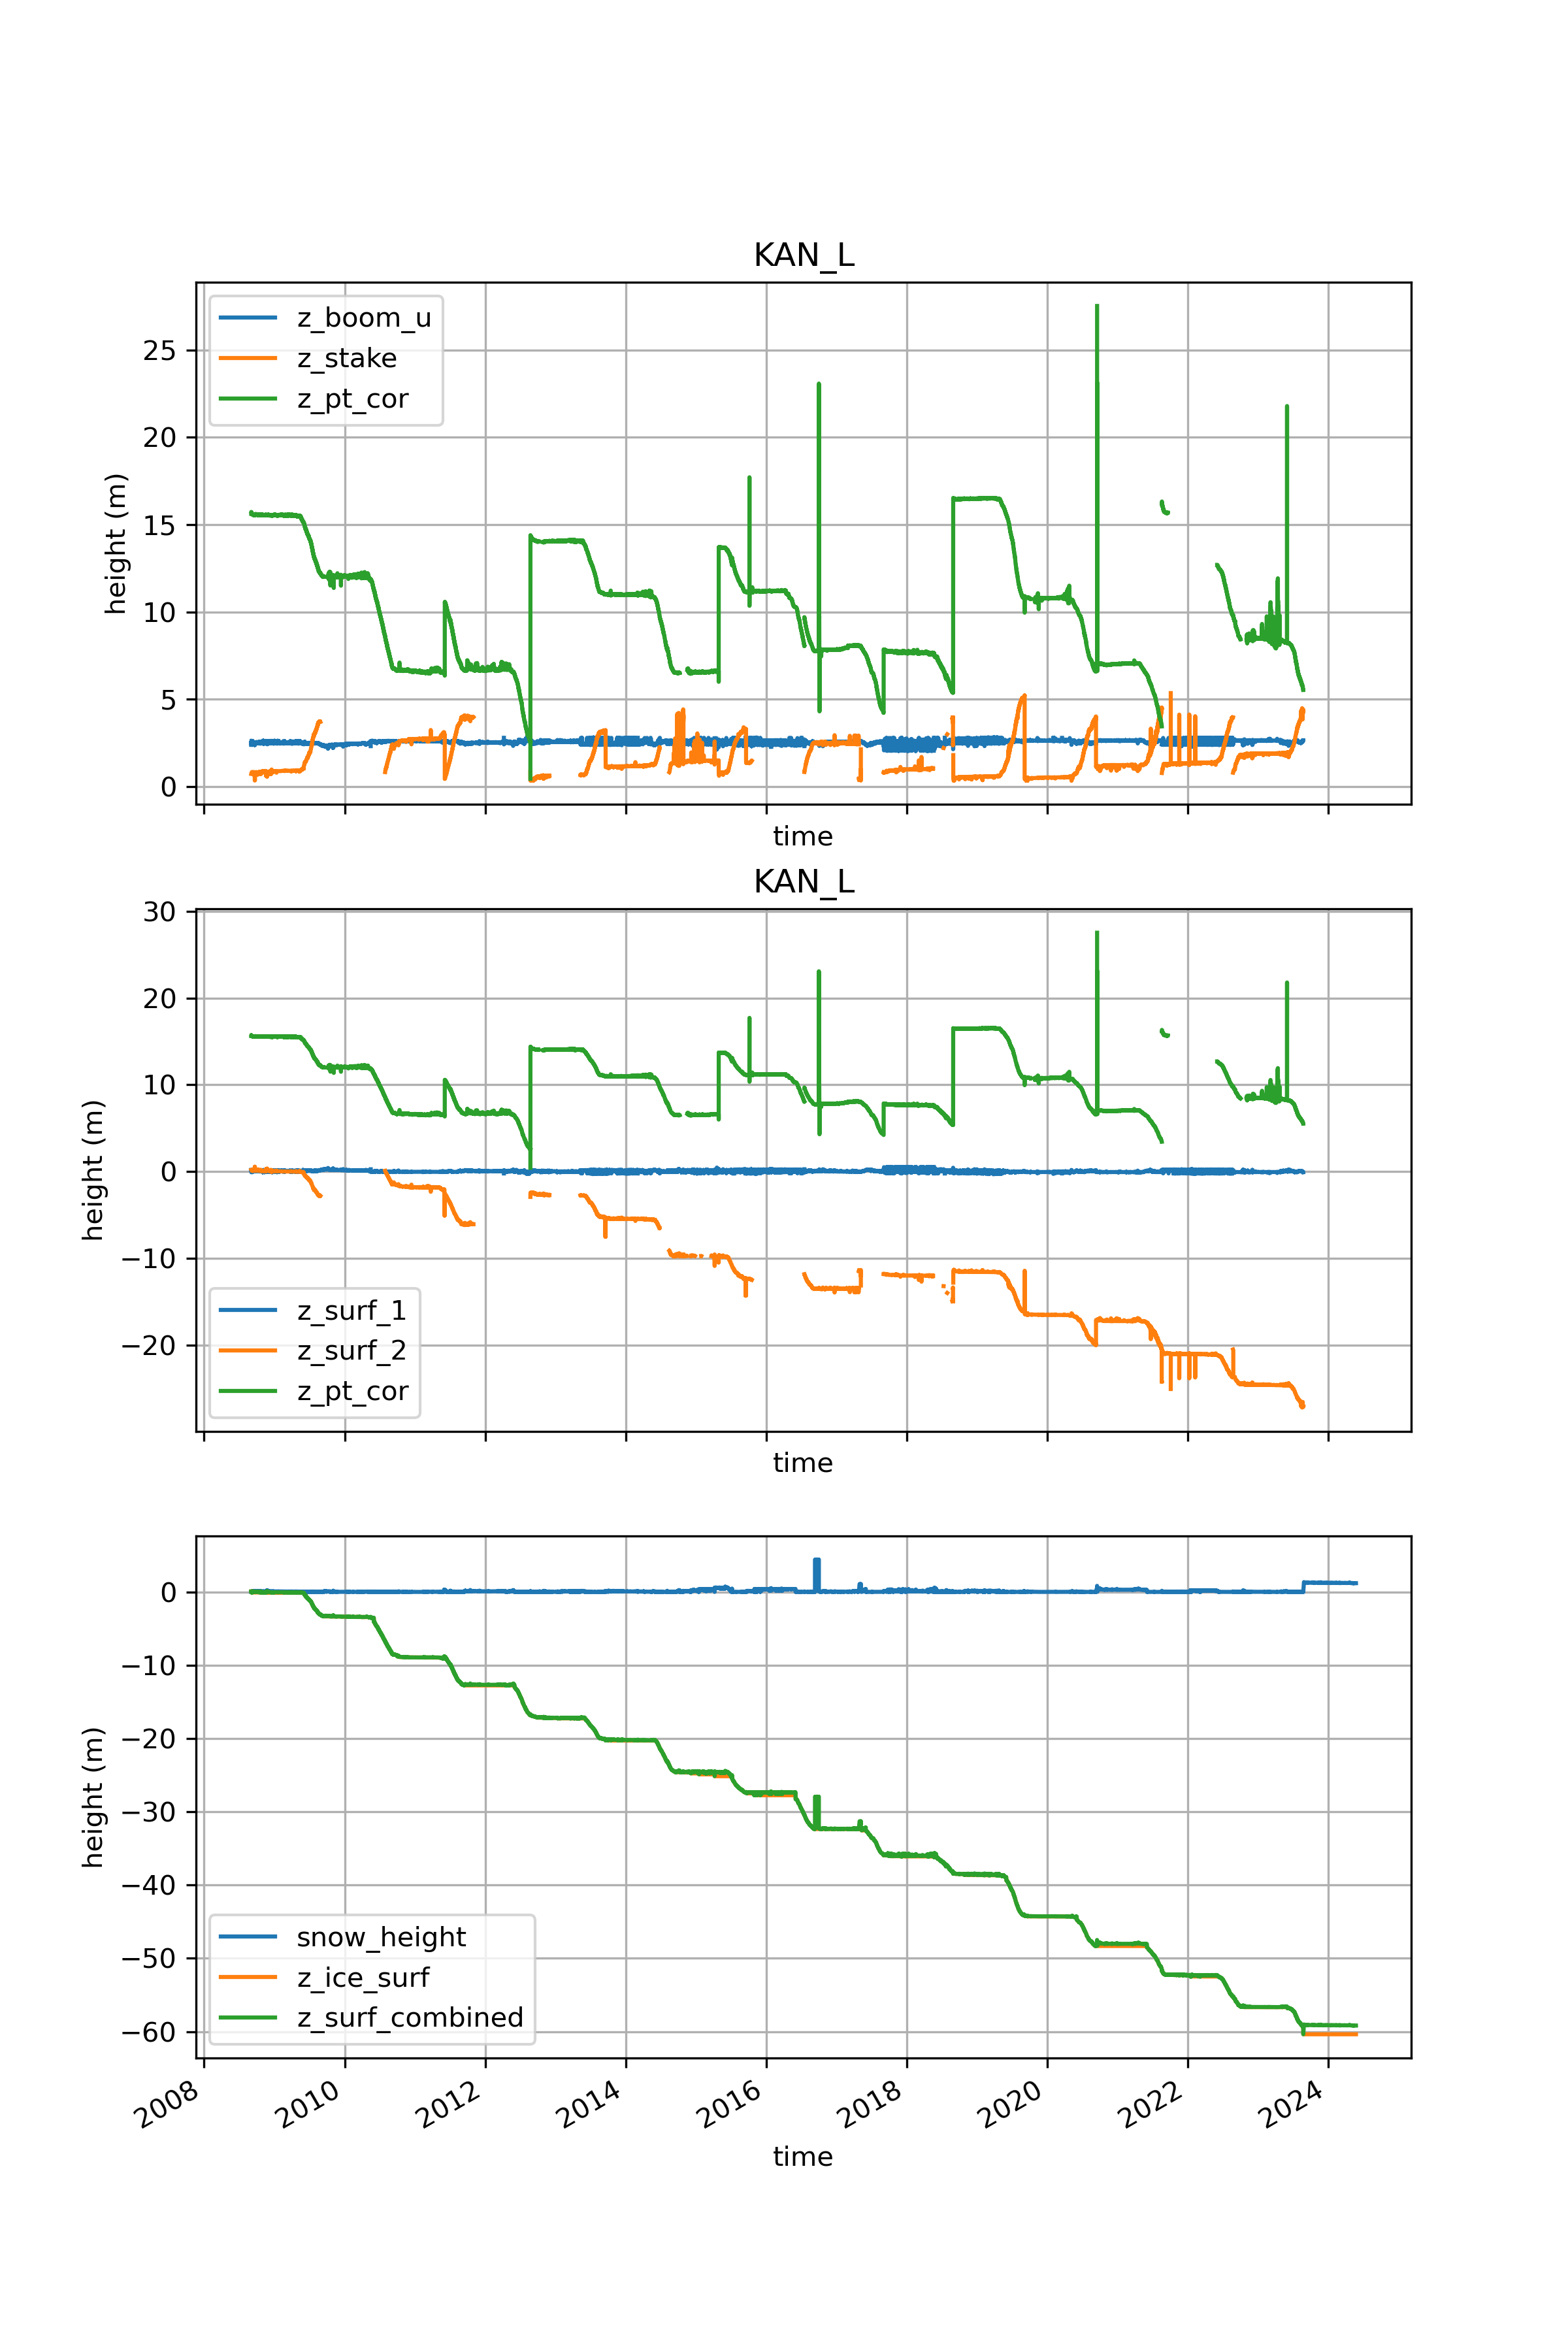 KAN_L
z_boom_u
z_stake
z_pt_cor
25
20
15
10
5
0
height (m)
time
KAN_L
30
20
10
0
−10
−20
height (m)
z_surf_1
z_surf_2
z_pt_cor
time
0
−10
−20
−30
−40
−50
−60
height (m)
snow_height
z_ice_surf
z_surf_combined
2008 2010 2012 2014 2016 2018 2020 2022 2024
time